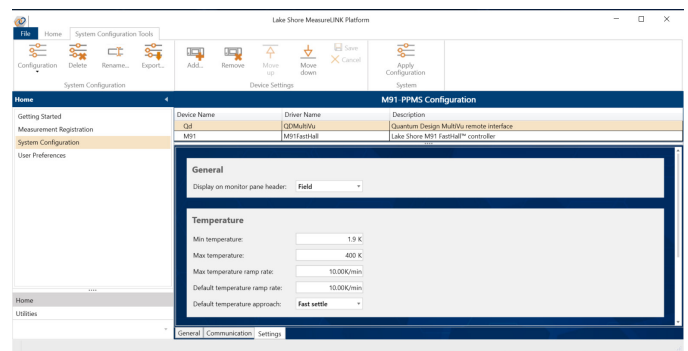 Lake Shore MeasureLINK Platform
File Home System Configuration Tools
Configuration Delete Rename... Export... Add... Remove Move up Move down Save Cancel Apply Configuration
System Configuration Device Settings System
Home M91-PPMS Configuration
Getting Started
Measurement Registration
System Configuration
User Preferences
Device Name Driver Name Description
Qd QDMultiVu Quantum Design MultiVu remote interface
M91 M91FastHall Lake Shore M91 FastHall™ controller
General
Display on monitor pane header: Field
Temperature
Min temperature: 1.9 K
Max temperature: 400 K
Max temperature ramp rate: 10.00K/min
Default temperature ramp rate: 10.00K/min
Default temperature approach: Fast settle
Home
Utilities
General Communication Settings